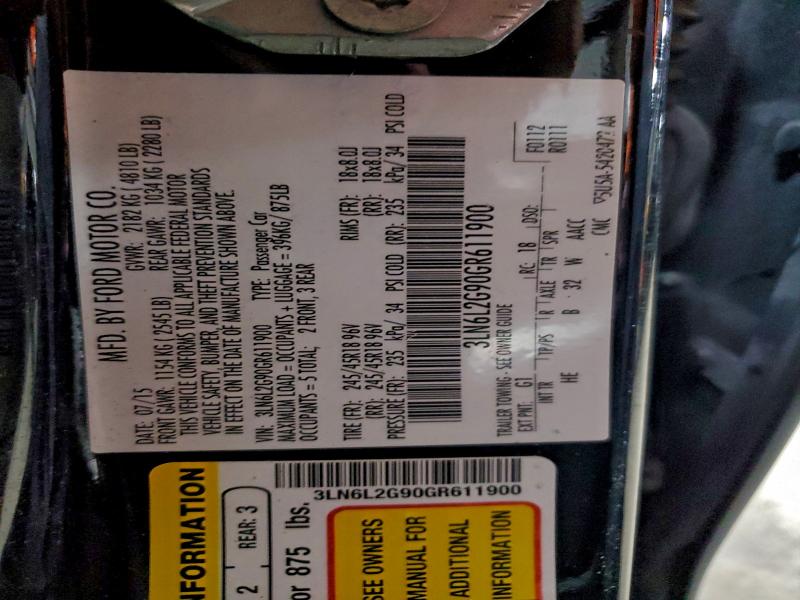 MFD. BY FORD MOTOR CO.
DATE: 07/15 GVWR: 2182 KG ( 4810 LB)
FRONT GAWR: 1154 KG ( 2545 LB) REAR GAWR: 1034 KG ( 2280 LB)
THIS VEHICLE CONFORMS TO ALL APPLICABLE FEDERAL MOTOR
VEHICLE SAFETY, BUMPER, AND THEFT PREVENTION STANDARDS
IN EFFECT ON THE DATE OF MANUFACTURE SHOWN ABOVE.
VIN: 3LN6L2G90GR611900 TYPE: Passenger Car
MAXIMUM LOAD = OCCUPANTS + LUGGAGE = 396KG/ 875LB
OCCUPANTS = 5 TOTAL; 2 FRONT, 3 REAR
TIRE (FR): 245/45R18 96V RIMS (FR): 18x8.0J
(RR): 245/45R18 96V (RR): 18x8.0J
PRESSURE (FR): 235 kPa/ 34 PSI COLD (RR): 235 kPa/ 34 PSI COLD
3LN6L2G90GR611900
TRAILER TOWING - SEE OWNER GUIDE F0112
EXT PNT: G1 RC: 18 DSO: R0111
INT TR TP/PS R AXLE TR SPR
HE B 32 W AACC
CMC
3LN6L2G90GR611900
NFORMATION
2 REAR: 3
or 875 lbs.
SEE OWNERS
MANUAL FOR
ADDITIONAL
INFORMATION